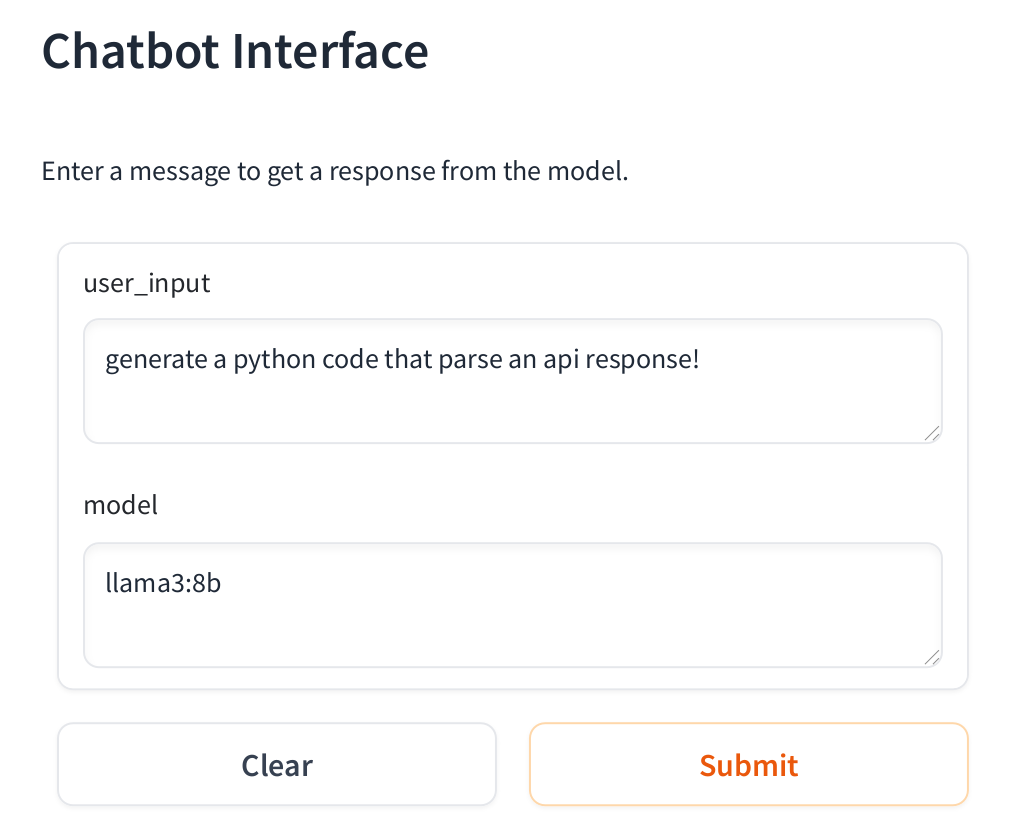 Chatbot Interface
Enter a message to get a response from the model.
user_input
generate a python code that parse an api response!
model
llama3:8b
Clear
Submit